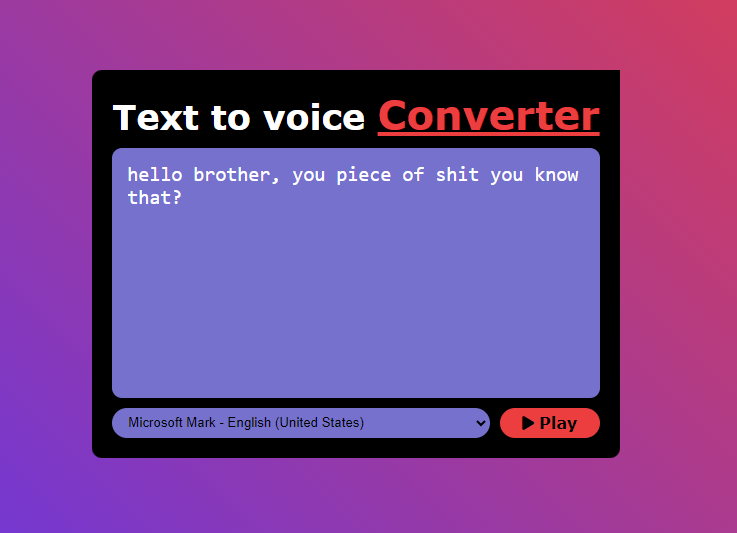 Text to voice Converter
hello brother, you piece of shit you know
that?
Microsoft Mark - English (United States)
Play